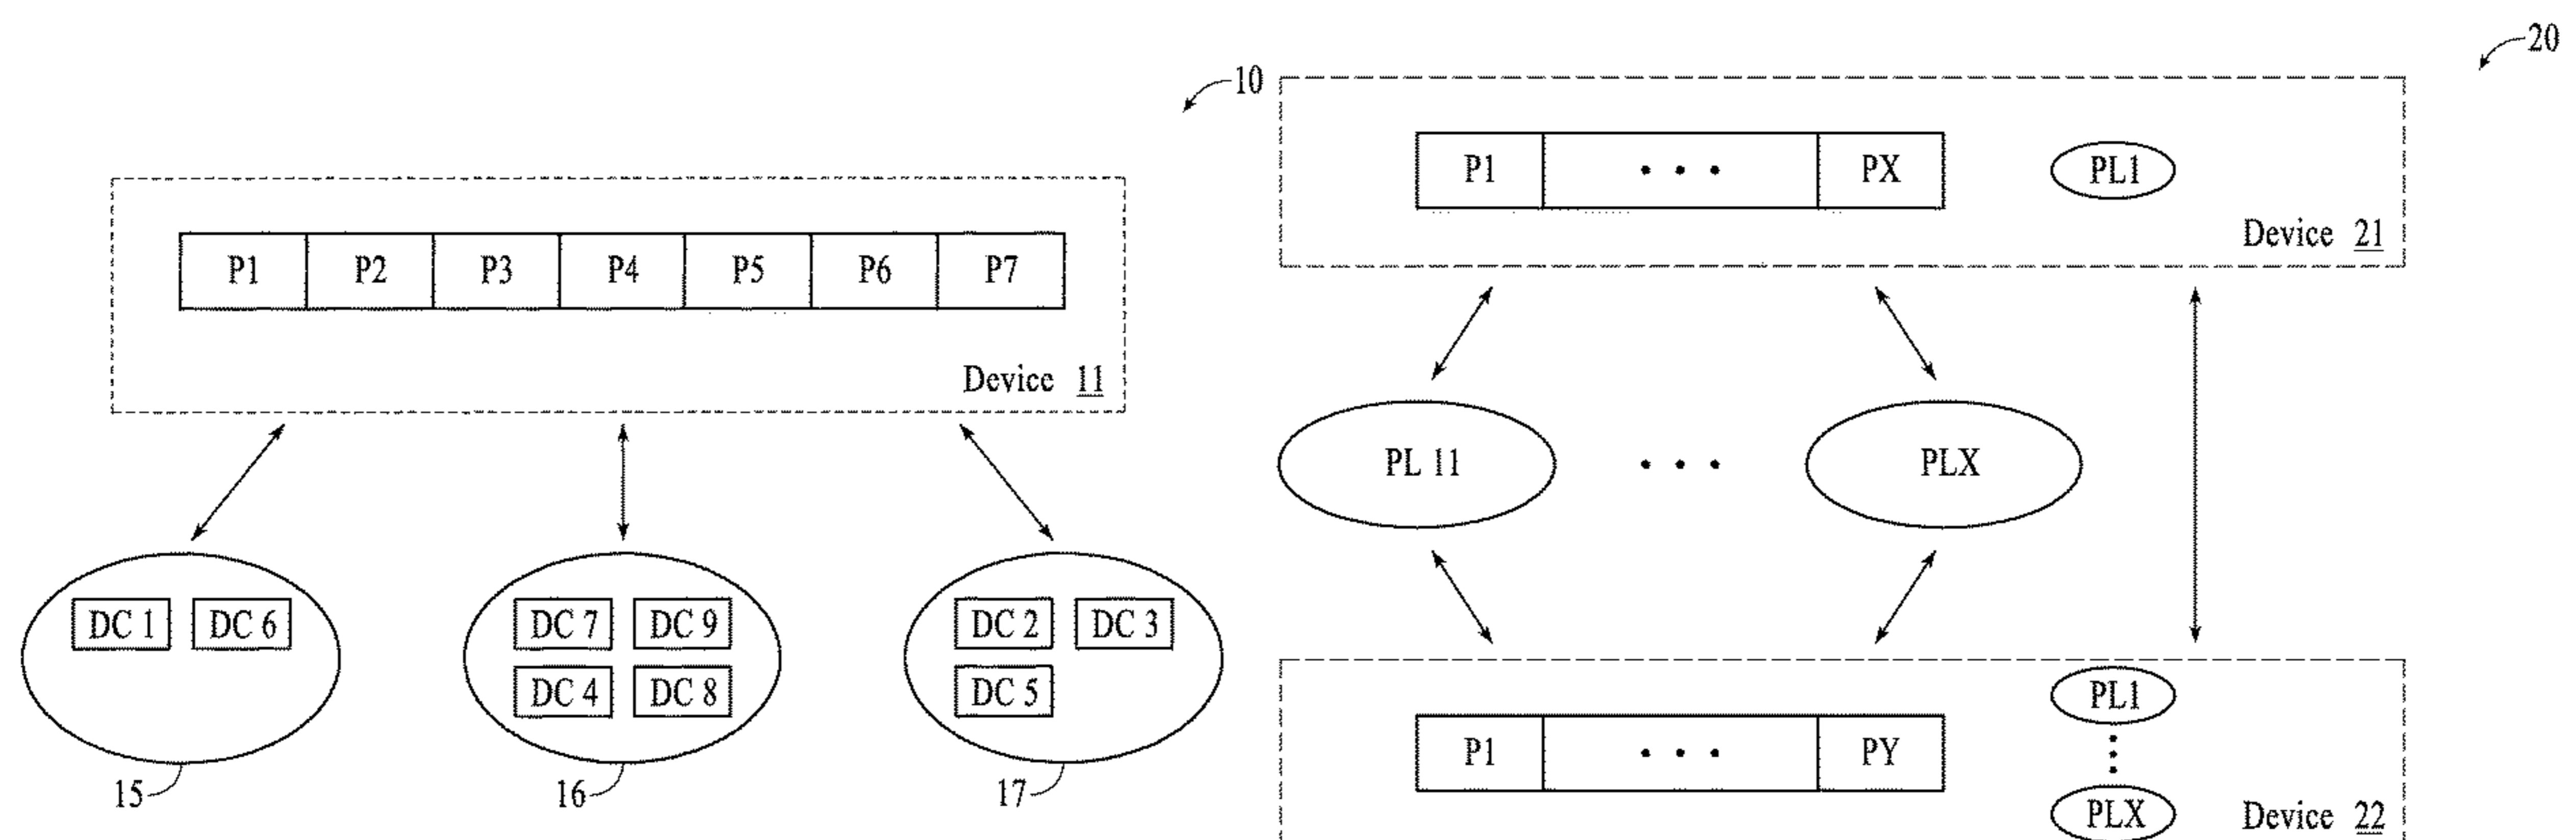 10
P1 P2 P3 P4 P5 P6 P7
Device 11
DC 1 DC 6
15
DC 7 DC 9
DC 4 DC 8
16
DC 2 DC 3
DC 5
17
20
P1 • • • PX PL1
Device 21
PL 11 • • • PLX
P1 • • • PY
PL1
PLX
Device 22